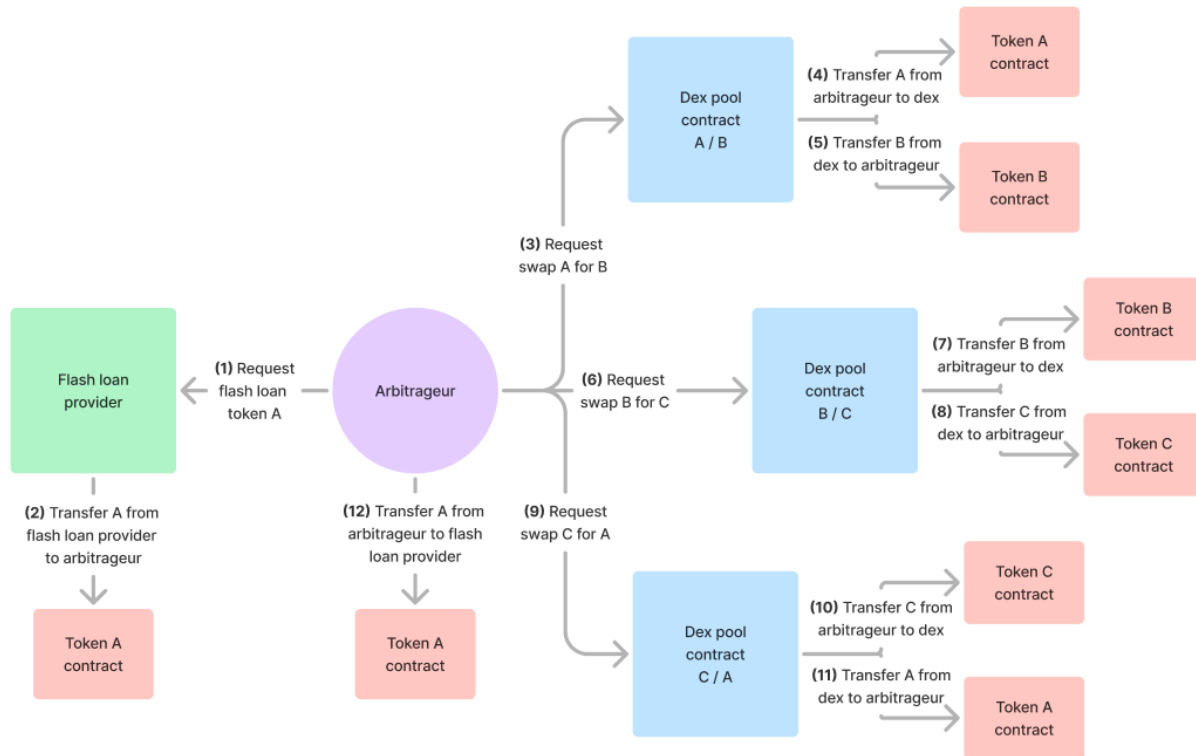 Flash loan
provider
(1) Request
flash loan
token A
Arbitrageur
(2) Transfer A from
flash loan provider
to arbitrageur
Token A
contract
(12) Transfer A from
arbitrageur to flash
loan provider
Token A
contract
(3) Request
swap A for B
Dex pool
contract
A / B
(4) Transfer A from
arbitrageur to dex
Token A
contract
(5) Transfer B from
dex to arbitrageur
Token B
contract
(6) Request
swap B for C
Dex pool
contract
B / C
(7) Transfer B from
arbitrageur to dex
Token B
contract
(8) Transfer C from
dex to arbitrageur
Token C
contract
(9) Request
swap C for A
Dex pool
contract
C / A
(10) Transfer C from
arbitrageur to dex
Token C
contract
(11) Transfer A from
dex to arbitrageur
Token A
contract